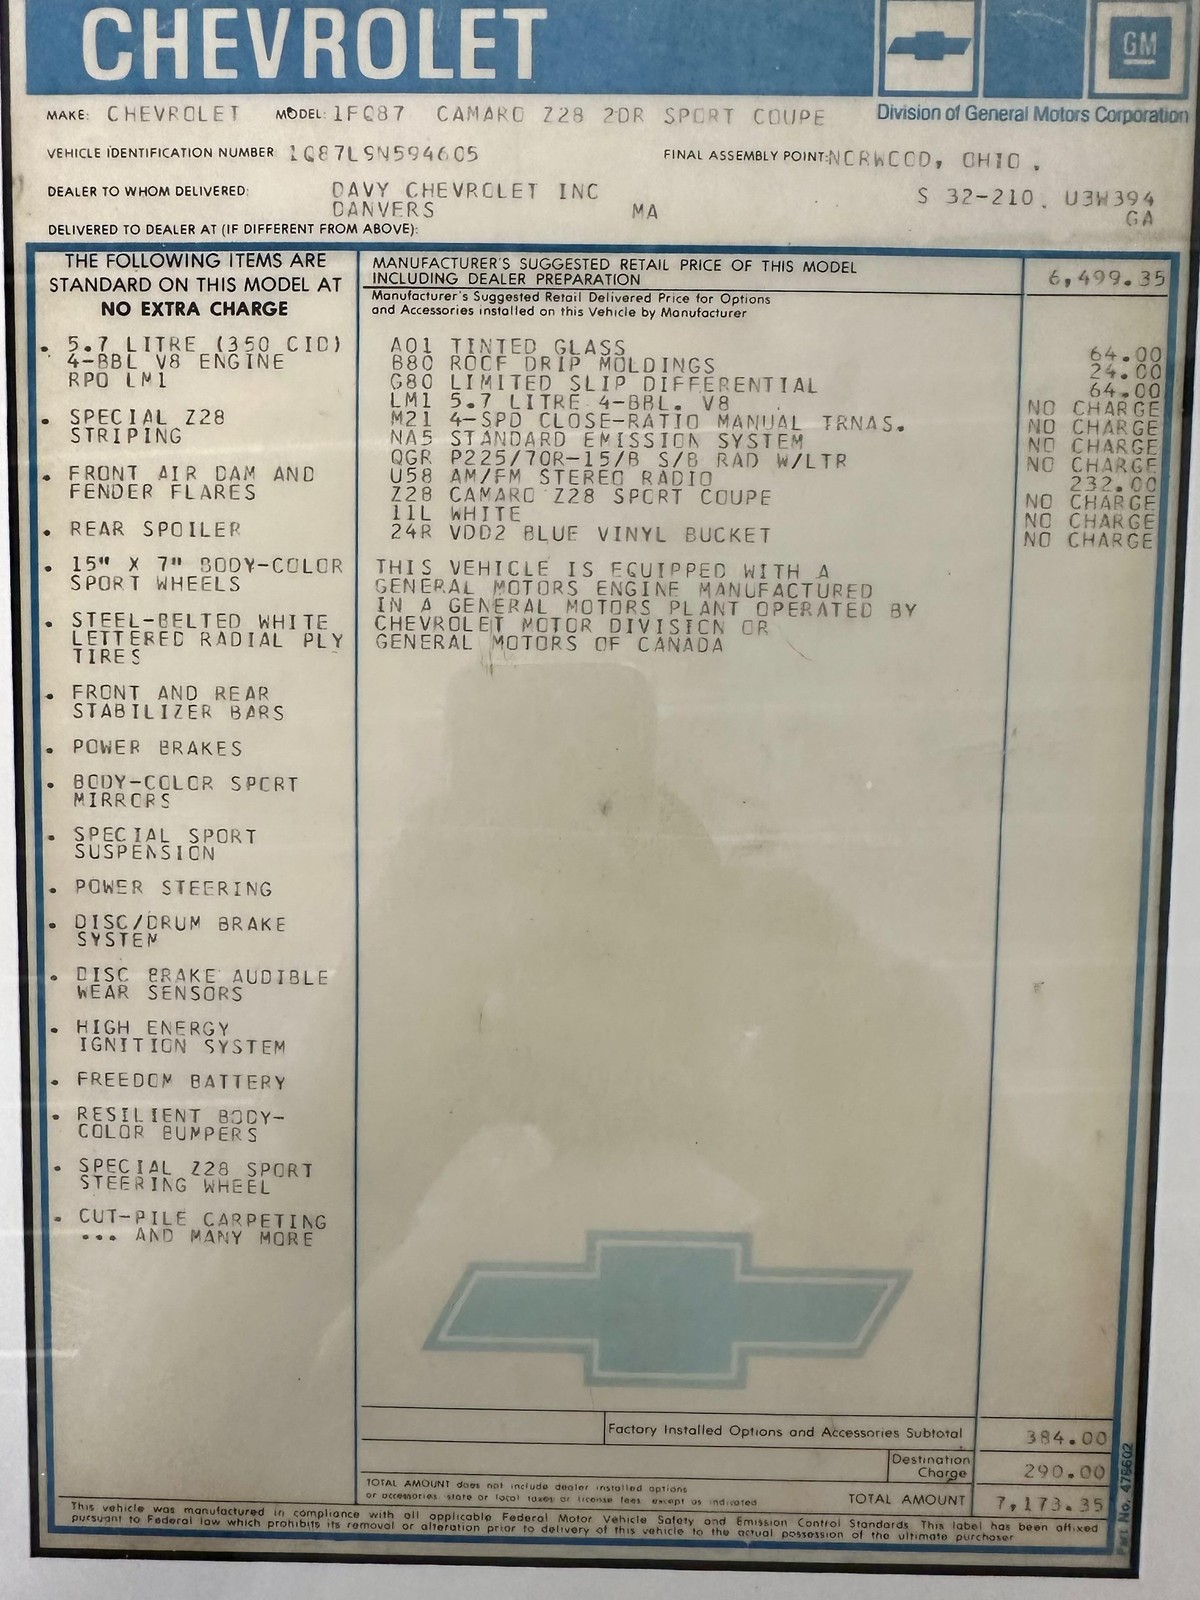 CHEVROLET
GM
Division of General Motors Corporation
MAKE: CHEVROLET MODEL: 1FQ87 CAMARO Z28 2DR SPORT COUPE
VEHICLE IDENTIFICATION NUMBER 1Q87L9N594605 FINAL ASSEMBLY POINT: NORWOOD, OHIO.
DEALER TO WHOM DELIVERED: DAVY CHEVROLET INC S 32-210. U3W394
DANVERS MA GA
DELIVERED TO DEALER AT (IF DIFFERENT FROM ABOVE):
THE FOLLOWING ITEMS ARE
STANDARD ON THIS MODEL AT
NO EXTRA CHARGE
• 5.7 LITRE (350 CID)
4-BBL V8 ENGINE
RPO LM1
• SPECIAL Z28
STRIPING
• FRONT AIR DAM AND
FENDER FLARES
• REAR SPOILER
• 15" X 7" BODY-COLOR
SPORT WHEELS
• STEEL-BELTED WHITE
LETTERED RADIAL PLY
TIRES
• FRONT AND REAR
STABILIZER BARS
• POWER BRAKES
• BODY-COLOR SPORT
MIRRORS
• SPECIAL SPORT
SUSPENSION
• POWER STEERING
• DISC/DRUM BRAKE
SYSTEM
• DISC BRAKE AUDIBLE
WEAR SENSORS
• HIGH ENERGY
IGNITION SYSTEM
• FREEDOM BATTERY
• RESILIENT BODY-
COLOR BUMPERS
• SPECIAL Z28 SPORT
STEERING WHEEL
• CUT-PILE CARPETING
... AND MANY MORE
MANUFACTURER'S SUGGESTED RETAIL PRICE OF THIS MODEL
INCLUDING DEALER PREPARATION 6,499.35
Manufacturer's Suggested Retail Delivered Price for Options
and Accessories installed on this Vehicle by Manufacturer
A01 TINTED GLASS 64.00
B80 ROOF DRIP MOLDINGS 24.00
G80 LIMITED SLIP DIFFERENTIAL 64.00
LM1 5.7 LITRE 4-BBL. V8 NO CHARGE
M21 4-SPD CLOSE-RATIO MANUAL TRNAS. NO CHARGE
NA5 STANDARD EMISSION SYSTEM NO CHARGE
QGR P225/70R-15/B S/B RAD W/LTR NO CHARGE
U58 AM/FM STEREO RADIO 232.00
Z28 CAMARO Z28 SPORT COUPE NO CHARGE
11L WHITE NO CHARGE
24R VDD2 BLUE VINYL BUCKET NO CHARGE
THIS VEHICLE IS EQUIPPED WITH A
GENERAL MOTORS ENGINE MANUFACTURED
IN A GENERAL MOTORS PLANT OPERATED BY
CHEVROLET MOTOR DIVISION OR
GENERAL MOTORS OF CANADA
Factory Installed Options and Accessories Subtotal 384.00
Destination
Charge 290.00
TOTAL AMOUNT does not include dealer installed options
or accessories, state or local taxes or license fees except as indicated
TOTAL AMOUNT 7,173.35
This vehicle was manufactured in compliance with all applicable Federal Motor Vehicle Safety and Emission Control Standards This label has been affixed
pursuant to Federal law which prohibits its removal or alteration prior to delivery of this vehicle to the actual possession of the ultimate purchaser
Part No. 476602